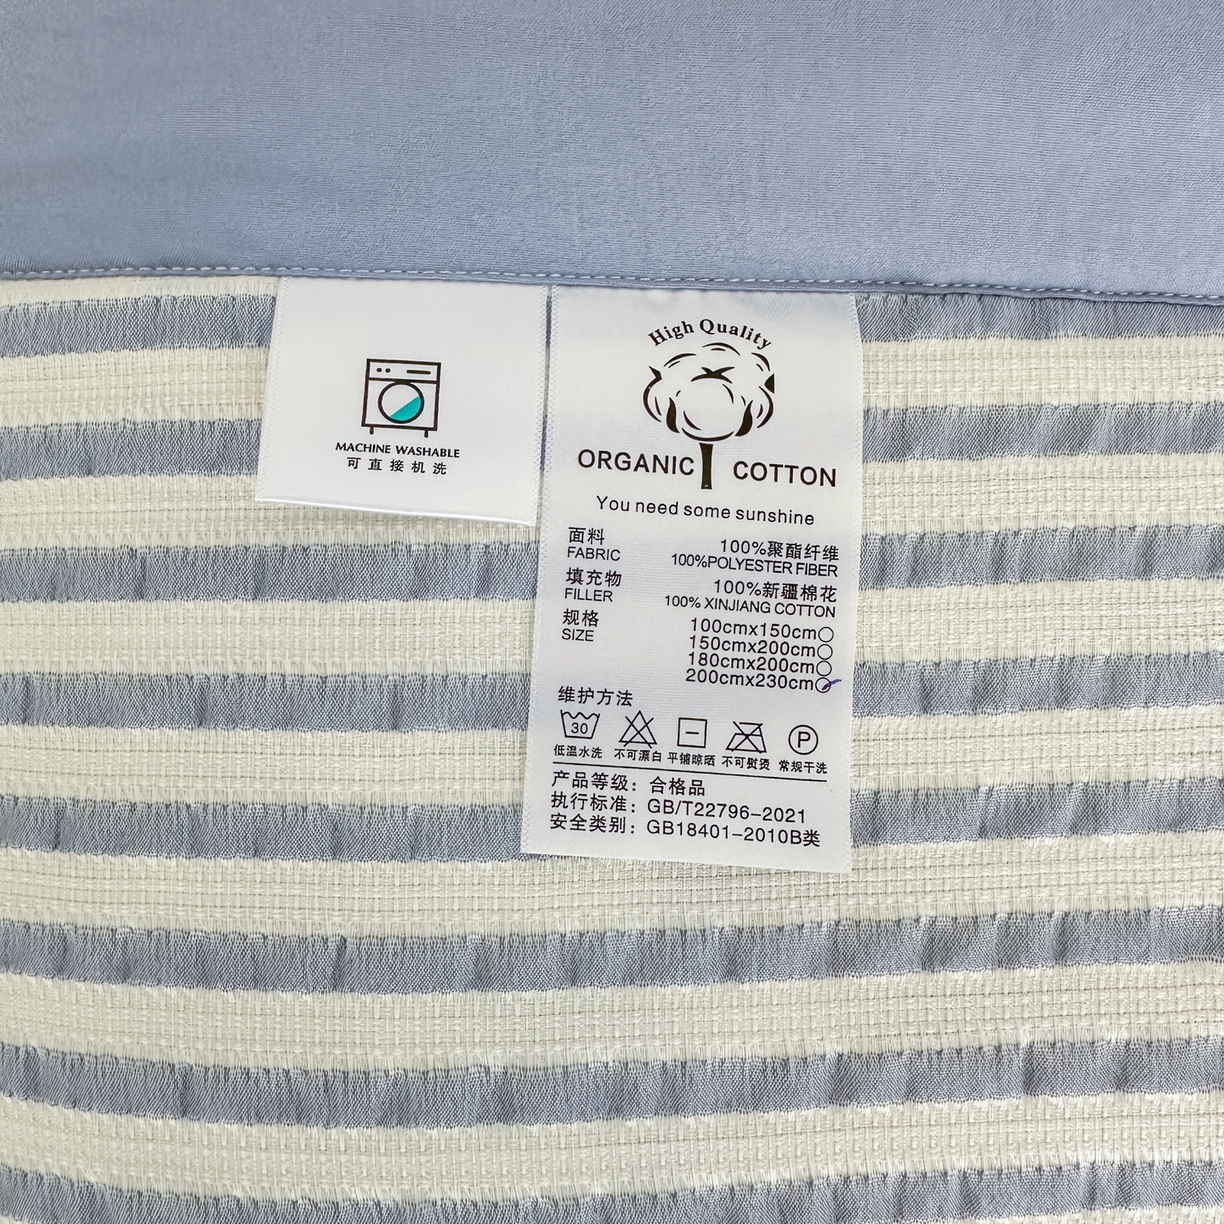 MACHINE WASHABLE
可直接机洗
High Quality
ORGANIC COTTON
You need some sunshine
面料 100%聚酯纤维
FABRIC 100%POLYESTER FIBER
填充物 100%新疆棉花
FILLER 100% XINJIANG COTTON
规格 100cmx150cm
SIZE 150cmx200cm
180cmx200cm
200cmx230cm
维护方法
30 P
低温水洗 不可漂白 平铺晾晒 不可熨烫 常规干洗
产品等级：合格品
执行标准：GB/T22796-2021
安全类别：GB18401-2010B类